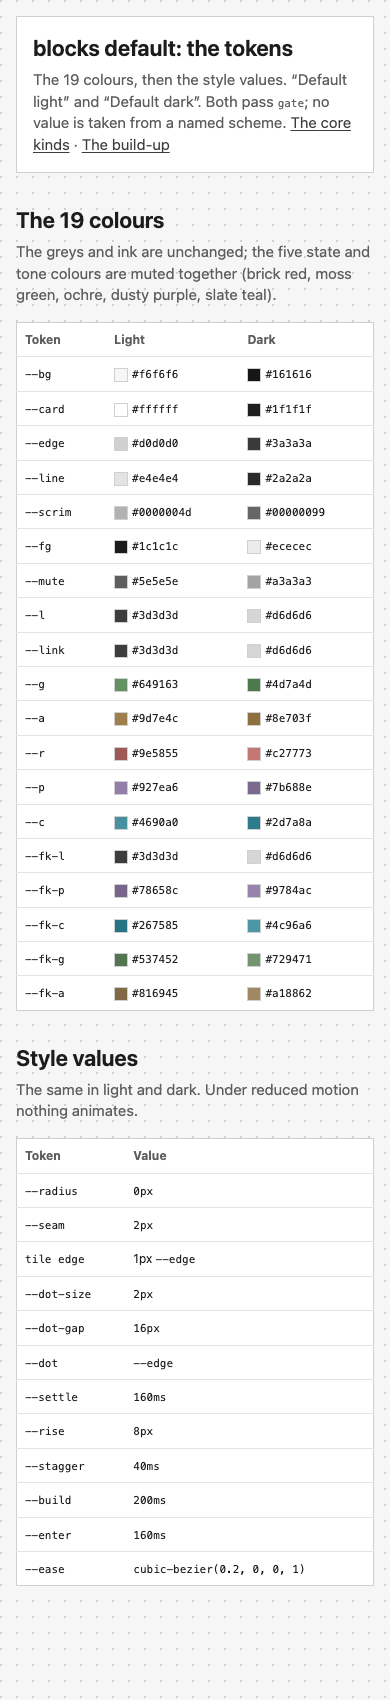 blocks default: the tokens
The 19 colours, then the style values. “Default
light” and “Default dark”. Both pass gate; no
value is taken from a named scheme. The core
kinds · The build-up
The 19 colours
The greys and ink are unchanged; the five state and
tone colours are muted together (brick red, moss
green, ochre, dusty purple, slate teal).
Token Light Dark
--bg #f6f6f6 #161616
--card #ffffff #1f1f1f
--edge #d0d0d0 #3a3a3a
--line #e4e4e4 #2a2a2a
--scrim #0000004d #00000099
--fg #1c1c1c #ececec
--mute #5e5e5e #a3a3a3
--l #3d3d3d #d6d6d6
--link #3d3d3d #d6d6d6
--g #649163 #4d7a4d
--a #9d7e4c #8e703f
--r #9e5855 #c27773
--p #927ea6 #7b688e
--c #4690a0 #2d7a8a
--fk-l #3d3d3d #d6d6d6
--fk-p #78658c #9784ac
--fk-c #267585 #4c96a6
--fk-g #537452 #729471
--fk-a #816945 #a18862
Style values
The same in light and dark. Under reduced motion
nothing animates.
Token Value
--radius 0px
--seam 2px
tile edge 1px --edge
--dot-size 2px
--dot-gap 16px
--dot --edge
--settle 160ms
--rise 8px
--stagger 40ms
--build 200ms
--enter 160ms
--ease cubic-bezier(0.2, 0, 0, 1)